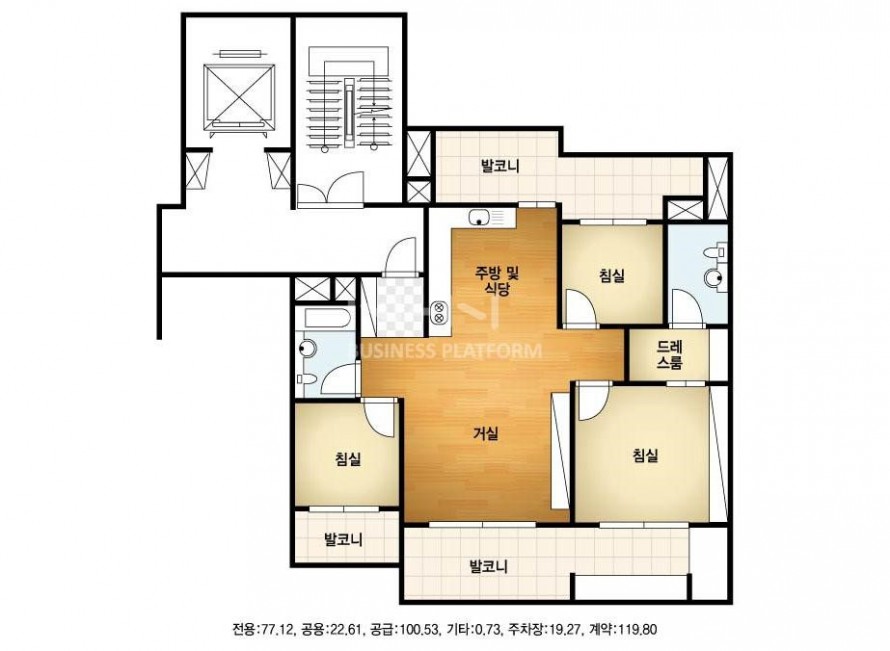 발코니
주방 및
식당
침실
BUSINESS PLATFORM
드레
스룸
거실
침실
침실
발코니
발코니
전용:77.12, 공용:22.61, 공급:100.53, 기타:0.73, 주차장:19.27, 계약:119.80